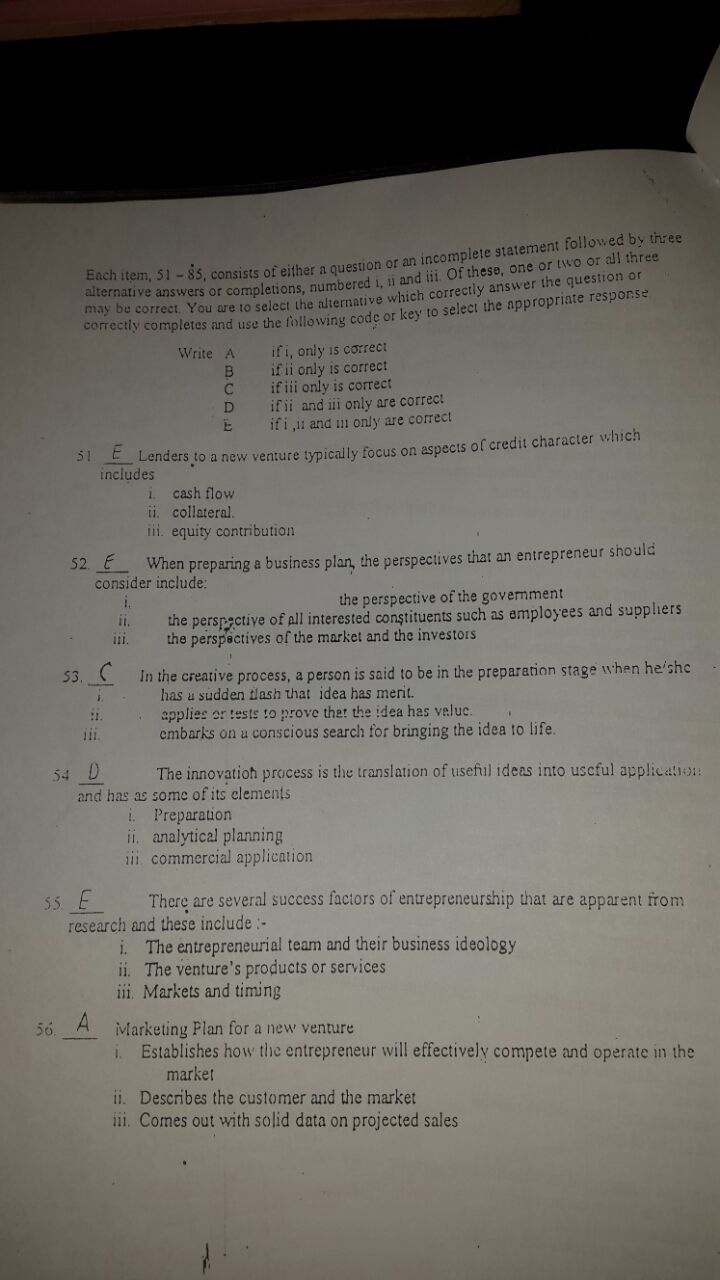 Each item, 51 – 85, consists of either a question or an incomplete statement followed by three
alternative answers or completions, numbered i, ii and iii. Of these, one or two or all three
may be correct. You are to select the alternative which correctly answer the question or
correctly completes and use the following code or key to select the appropriate response
Write A if i, only is correct
B if ii only is correct
C if iii only is correct
D if ii and iii only are correct
E if i ,ii and iii only are correct
51 E Lenders to a new venture typically focus on aspects of credit character which
includes
i. cash flow
ii. collateral.
iii. equity contribution
52. E When preparing a business plan, the perspectives that an entrepreneur should
consider include:
i. the perspective of the government
ii. the perspective of all interested constituents such as employees and suppliers
iii. the perspectives of the market and the investors
53. C In the creative process, a person is said to be in the preparation stage when he/she
i. has a sudden flash that idea has merit.
ii. applies or tests to prove that the idea has value.
iii. embarks on a conscious search for bringing the idea to life.
54 D The innovation process is the translation of useful ideas into useful application
and has as some of its elements
i. Preparation
ii. analytical planning
iii. commercial application
55. E There are several success factors of entrepreneurship that are apparent from
research and these include :-
i. The entrepreneurial team and their business ideology
ii. The venture's products or services
iii. Markets and timing
56. A Marketing Plan for a new venture
i. Establishes how the entrepreneur will effectively compete and operate in the
market
ii. Describes the customer and the market
iii. Comes out with solid data on projected sales